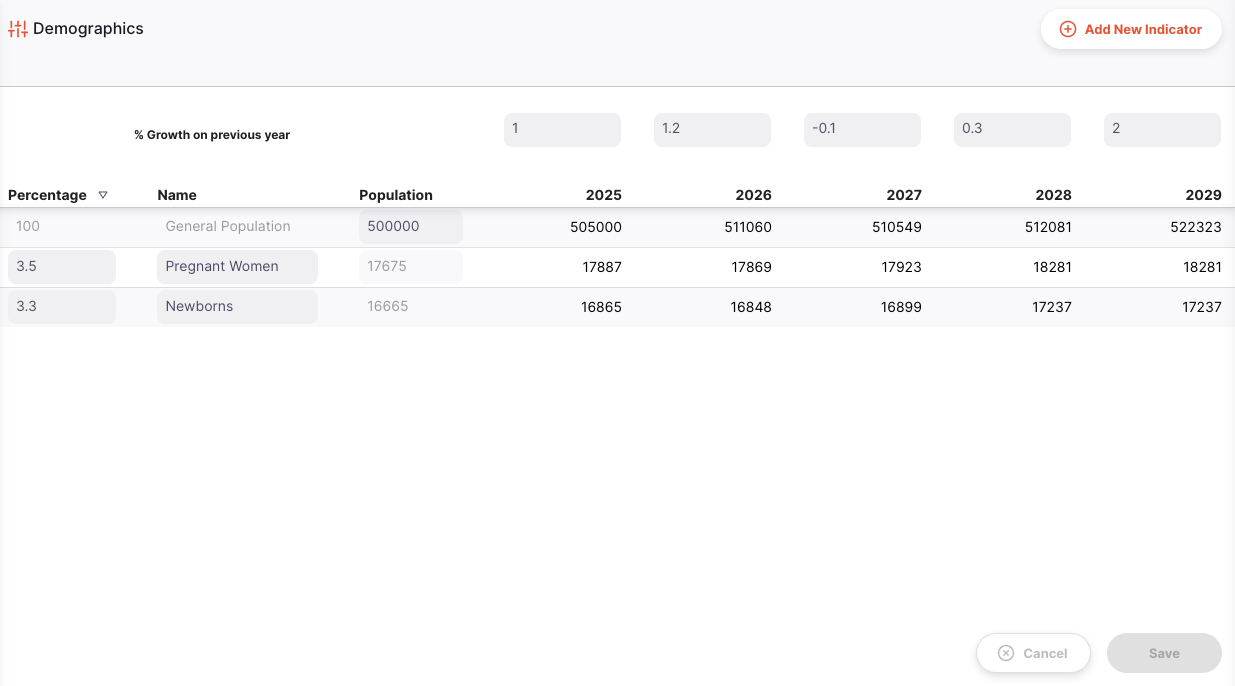 Demographics
Add New Indicator
% Growth on previous year 1 1.2 -0.1 0.3 2
Percentage Name Population 2025 2026 2027 2028 2029
100 General Population 500000 505000 511060 510549 512081 522323
3.5 Pregnant Women 17675 17887 17869 17923 18281 18281
3.3 Newborns 16665 16865 16848 16899 17237 17237
Cancel Save